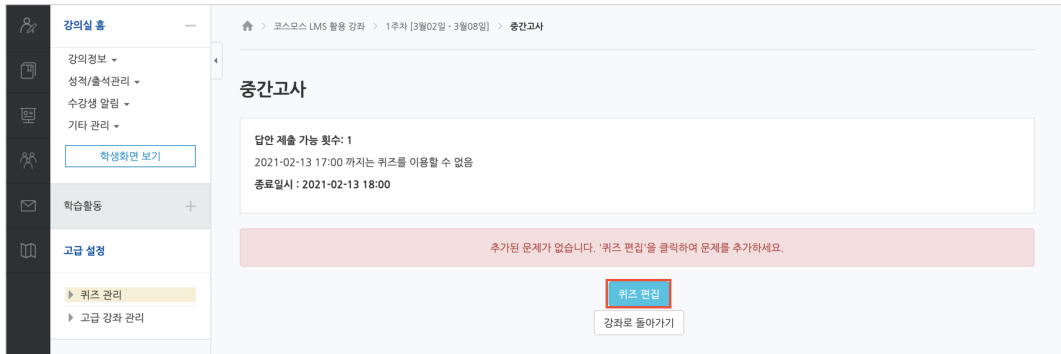 강의실 홈
강의정보
성적/출석관리
수강생 알림
기타 관리
학생화면 보기
학습활동
고급 설정
퀴즈 관리
고급 강좌 관리
코스모스 LMS 활용 강좌 > 1주차 [3월02일 - 3월08일] > 중간고사
중간고사
답안 제출 가능 횟수: 1
2021-02-13 17:00 까지는 퀴즈를 이용할 수 없음
종료일시 : 2021-02-13 18:00
추가된 문제가 없습니다. '퀴즈 편집'을 클릭하여 문제를 추가하세요.
퀴즈 편집
강좌로 돌아가기